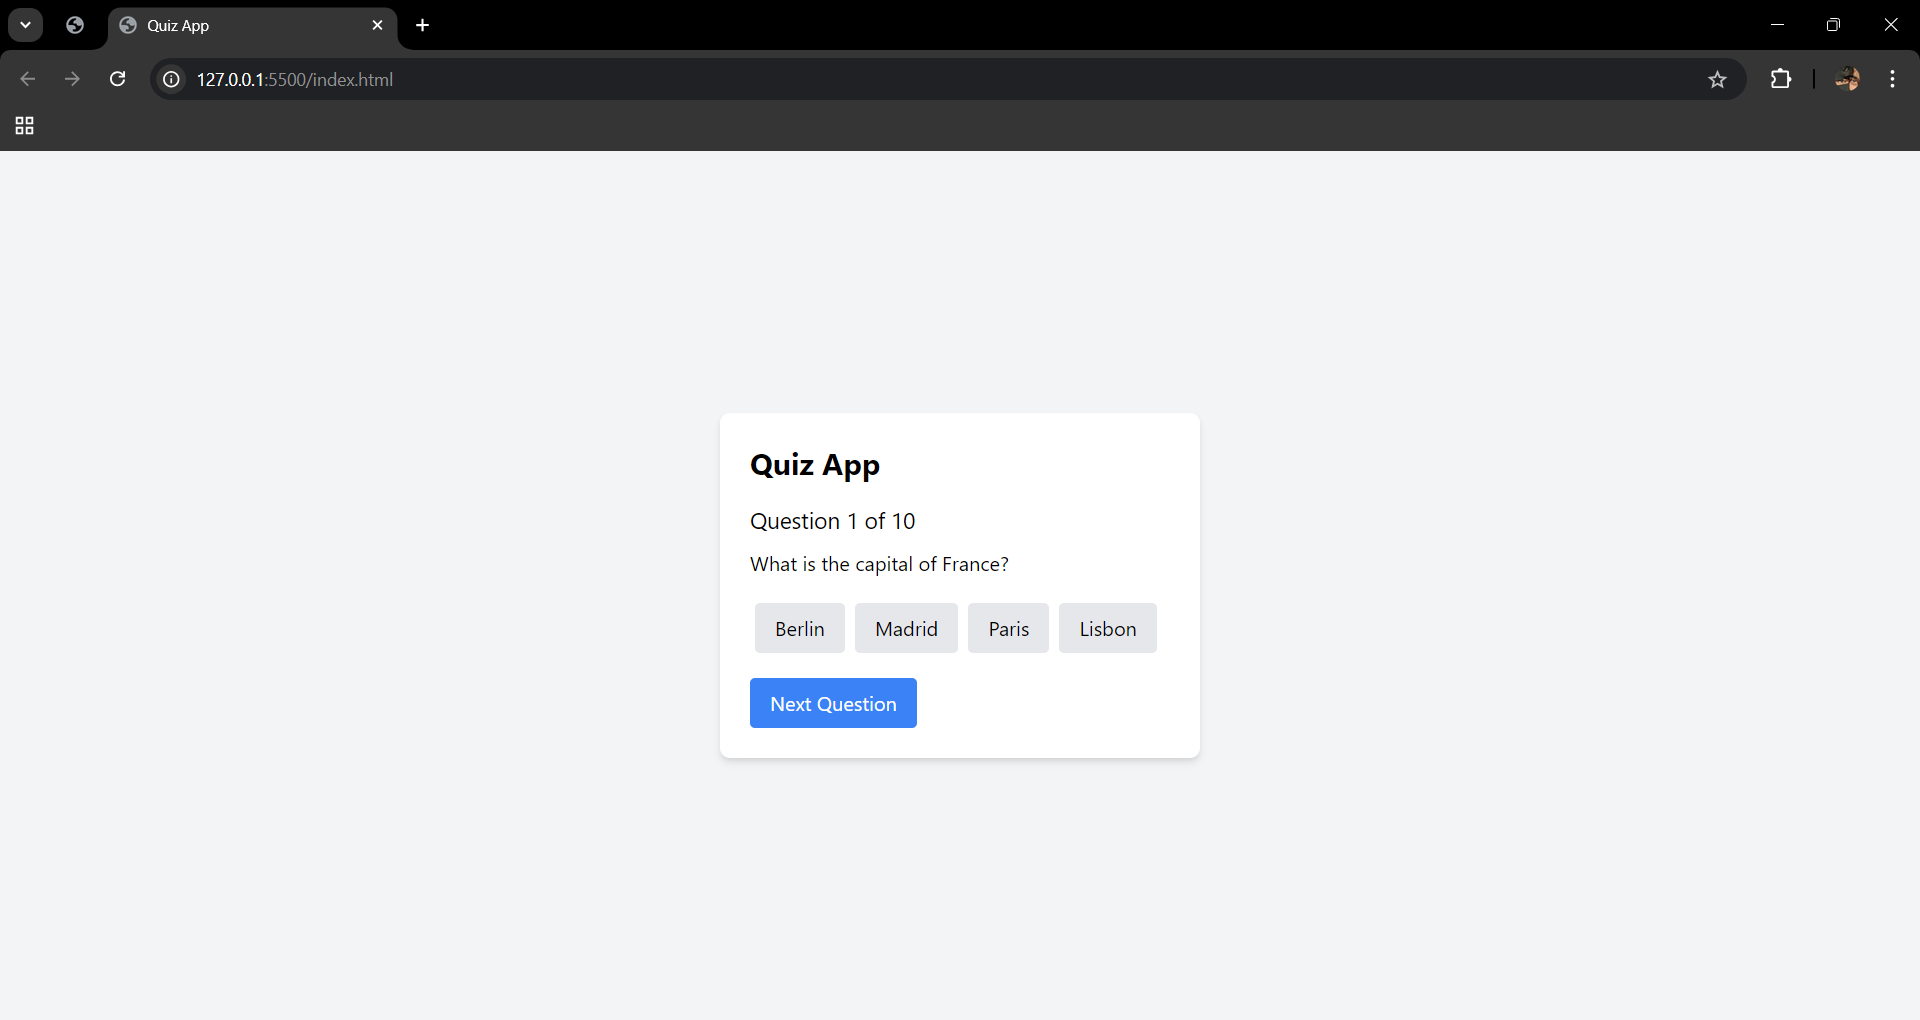 Quiz App
127.0.0.1:5500/index.html
Quiz App
Question 1 of 10
What is the capital of France?
Berlin Madrid Paris Lisbon
Next Question